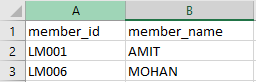 A B
1 member_id member_name
2 LM001 AMIT
3 LM006 MOHAN